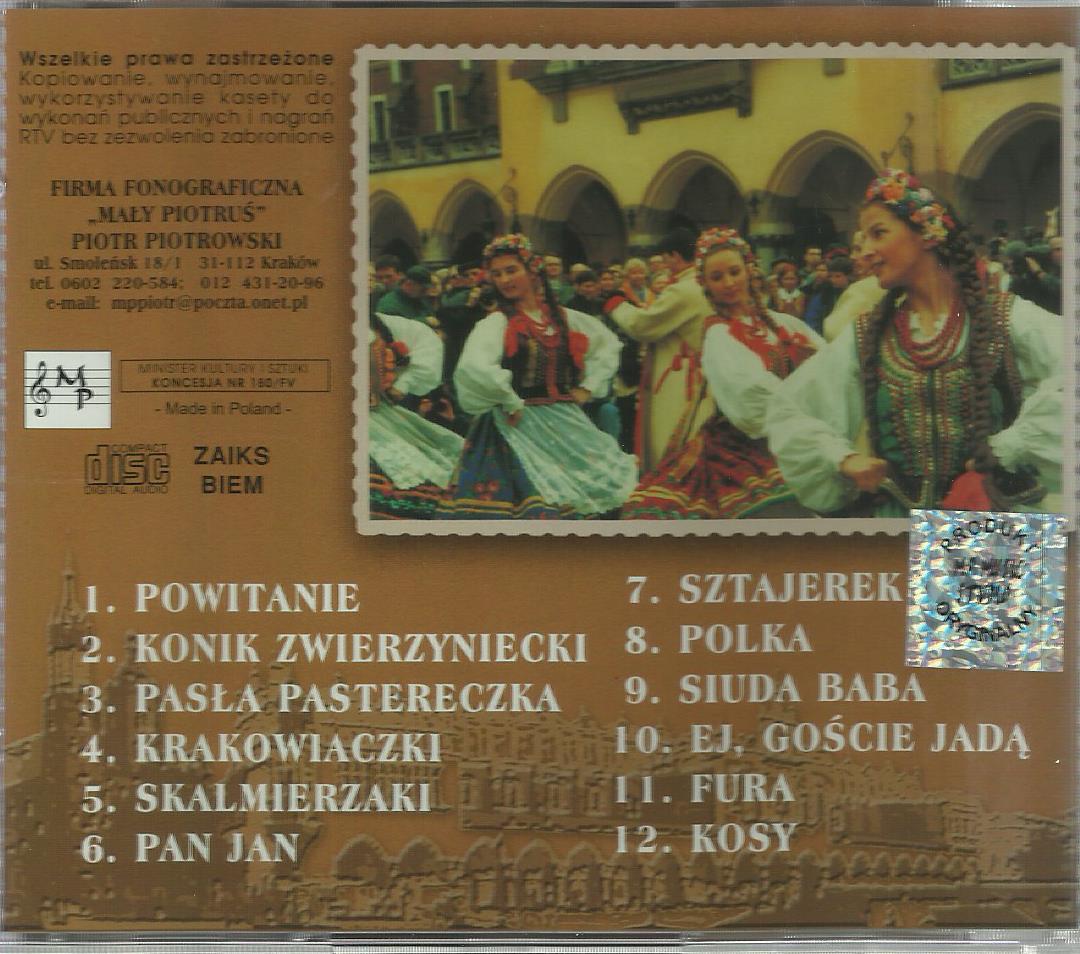 Wszelkie prawa zastrzeżone
Kopiowanie, wynajmowanie,
wykorzystywanie kasety do
wykonań publicznych i nagrań
RTV bez zezwolenia zabronione
FIRMA FONOGRAFICZNA
„MAŁY PIOTRUŚ”
PIOTR PIOTROWSKI
ul. Smoleńsk 18/1 31-112 Kraków
tel. 0602 220-584; 012 431-20-96
e-mail: mppiotr@poczta.onet.pl
MP
MINISTER KULTURY I SZTUKI
KONCESJA NR 180/FV
- Made in Poland -
COMPACT
disc
DIGITAL AUDIO
ZAIKS
BIEM
1. POWITANIE
2. KONIK ZWIERZYNIECKI
3. PASŁA PASTERECZKA
4. KRAKOWIACZKI
5. SKALMIERZAKI
6. PAN JAN
7. SZTAJEREK
8. POLKA
9. SIUDA BABA
10. EJ, GOŚCIE JADĄ
11. FURA
12. KOSY
PRODUKT
ORYGINALNY